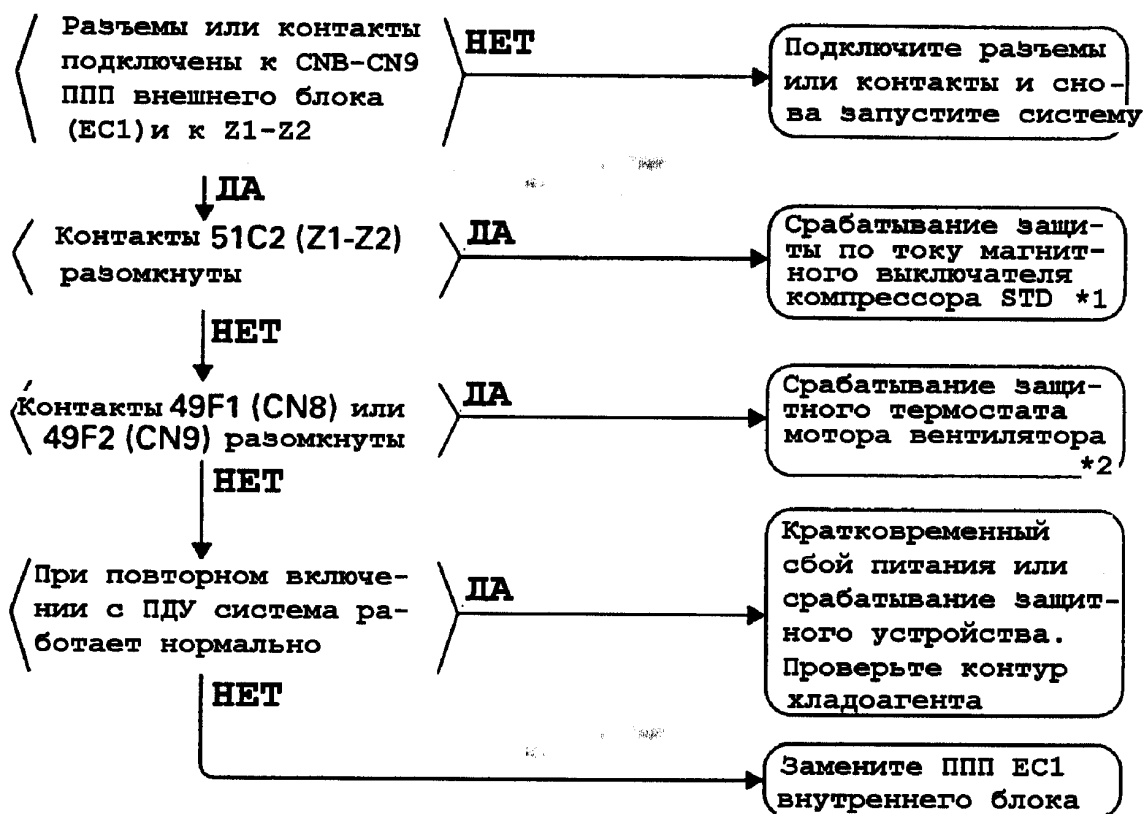 Разъемы или контакты
подключены к CNB-CN9
ППП внешнего блока
(EC1) и к Z1-Z2
НЕТ
Подключите разъемы
или контакты и сно-
ва запустите систему
ДА
Контакты 51C2 (Z1-Z2)
разомкнуты
ДА
Срабатывание защи-
ты по току магнит-
ного выключателя
компрессора STD *1
НЕТ
Контакты 49F1 (CN8) или
49F2 (CN9) разомкнуты
ДА
Срабатывание защи-
тного термостата
мотора вентилятора
*2
НЕТ
При повторном включе-
нии с ПДУ система ра-
ботает нормально
ДА
Кратковременный
сбой питания или
срабатывание защит-
ного устройства.
Проверьте контур
хладоагента
НЕТ
Замените ППП EC1
внутреннего блока